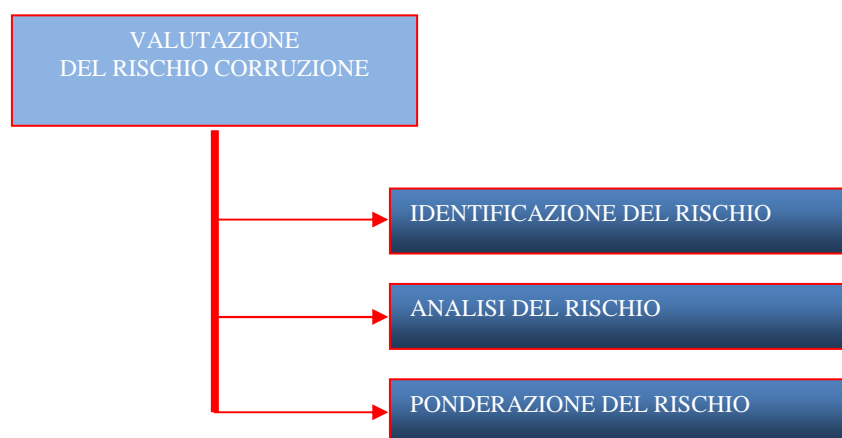 VALUTAZIONE
DEL RISCHIO CORRUZIONE
IDENTIFICAZIONE DEL RISCHIO
ANALISI DEL RISCHIO
PONDERAZIONE DEL RISCHIO